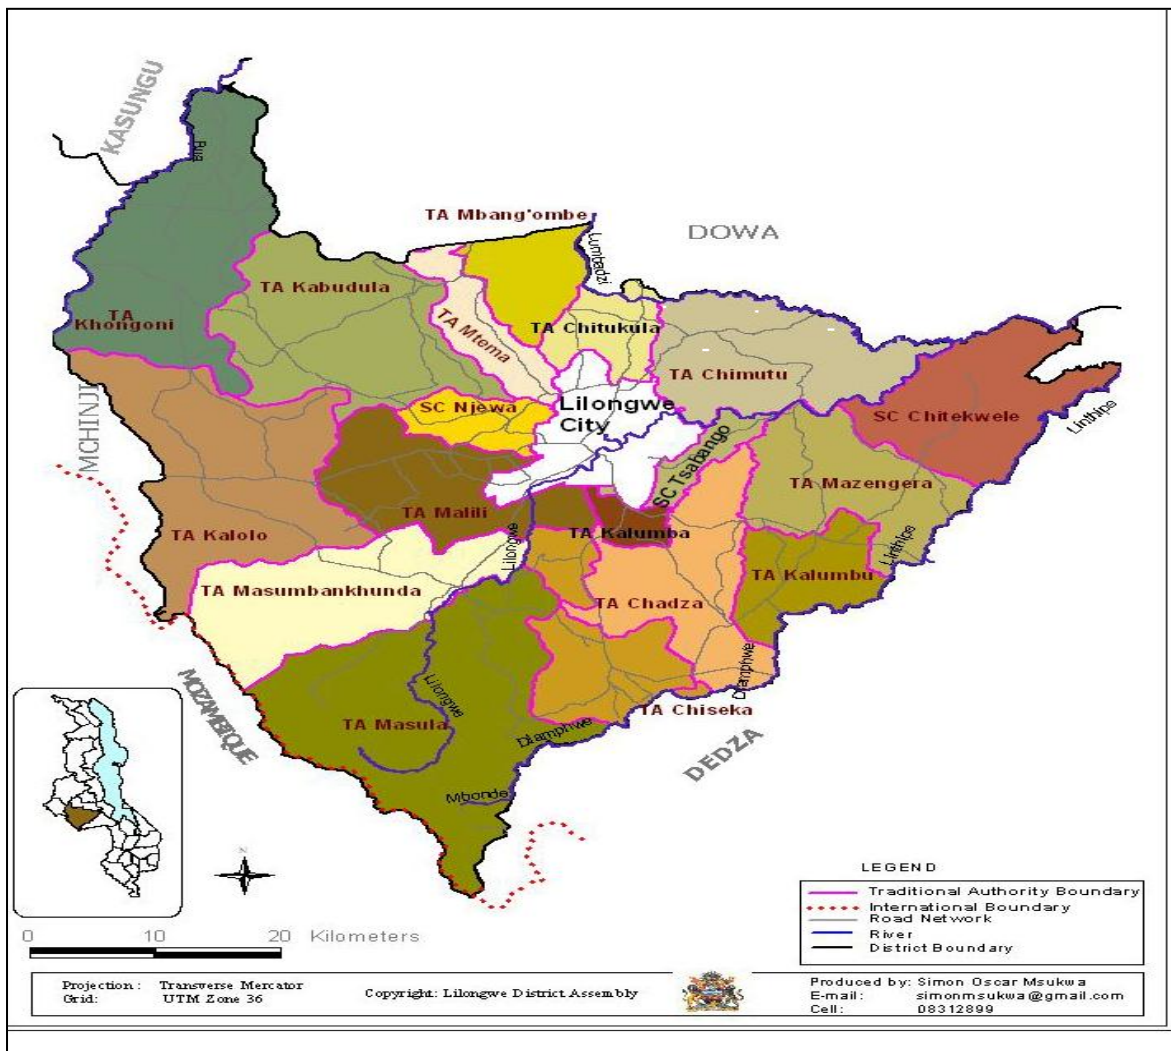 KASUNGU
Bua
TA Mbang'ombe
DOWA
Lumbadzi
TA Kabudula
TA
Khongoni
TA Mtema
TA Chitukula
TA Chimutu
MCHINJI
SC Njewa
Lilongwe
City
SC Chitekwele
Linthipe
SC Tsabango
TA Mazengera
TA Malili
TA Kalolo
Lilongwe
TA Kalumba
Linthipe
TA Kalumbu
TA Masumbankhunda
TA Chadza
Diamphwe
MOZAMBIQUE
Lilongwe
TA Masula
Diamphwe
TA Chiseka
DEDZA
Mbonde
N
LEGEND
Traditional Authority Boundary
International Boundary
Road Network
River
District Boundary
0 10 20 Kilometers
Projection : Transverse Mercator
Grid: UTM Zone 36
Copyright: Lilongwe District Assembly
Produced by: Simon Oscar Msukwa
E-mail: simonmsukwa@gmail.com
Cell: 08312899